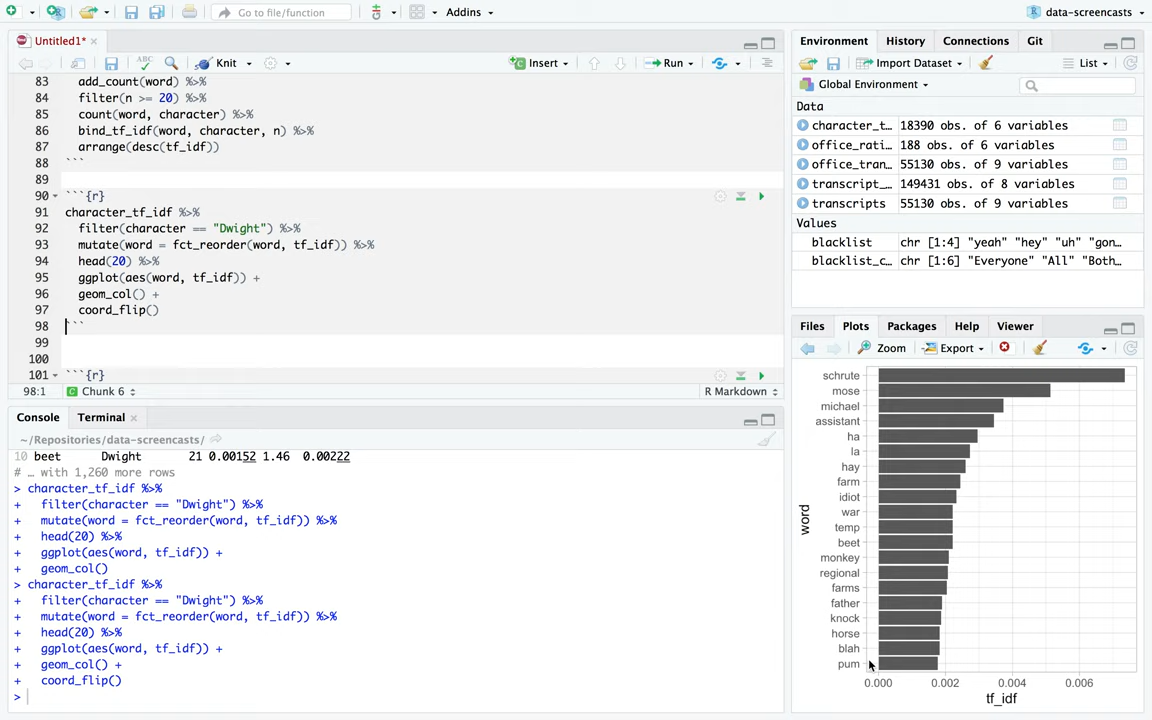 Go to file/function
Addins
data-screencasts
Untitled1*
ABC
Knit
Insert
Run
83 add_count(word) %>%
84 filter(n >= 20) %>%
85 count(word, character) %>%
86 bind_tf_idf(word, character, n) %>%
87 arrange(desc(tf_idf))
88 ```
89
90 ```{r}
91 character_tf_idf %>%
92 filter(character == "Dwight") %>%
93 mutate(word = fct_reorder(word, tf_idf)) %>%
94 head(20) %>%
95 ggplot(aes(word, tf_idf)) +
96 geom_col() +
97 coord_flip()
98 ```
99
100
101 ```{r}
98:1 Chunk 6 R Markdown
Console Terminal
~/Repositories/data-screencasts/
10 beet Dwight 21 0.00152 1.46 0.00222
# … with 1,260 more rows
> character_tf_idf %>%
+ filter(character == "Dwight") %>%
+ mutate(word = fct_reorder(word, tf_idf)) %>%
+ head(20) %>%
+ ggplot(aes(word, tf_idf)) +
+ geom_col()
> character_tf_idf %>%
+ filter(character == "Dwight") %>%
+ mutate(word = fct_reorder(word, tf_idf)) %>%
+ head(20) %>%
+ ggplot(aes(word, tf_idf)) +
+ geom_col() +
+ coord_flip()
>
Environment History Connections Git
Import Dataset List
Global Environment
Data
character_t… 18390 obs. of 6 variables
office_rati… 188 obs. of 6 variables
office_tran… 55130 obs. of 9 variables
transcript_… 149431 obs. of 8 variables
transcripts 55130 obs. of 9 variables
Values
blacklist chr [1:4] "yeah" "hey" "uh" "gon…
blacklist_c… chr [1:6] "Everyone" "All" "Both…
Files Plots Packages Help Viewer
Zoom Export
schrute
mose
michael
assistant
ha
la
hay
farm
idiot
war
temp
beet
monkey
regional
farms
father
knock
horse
blah
pum
word
0.000 0.002 0.004 0.006
tf_idf